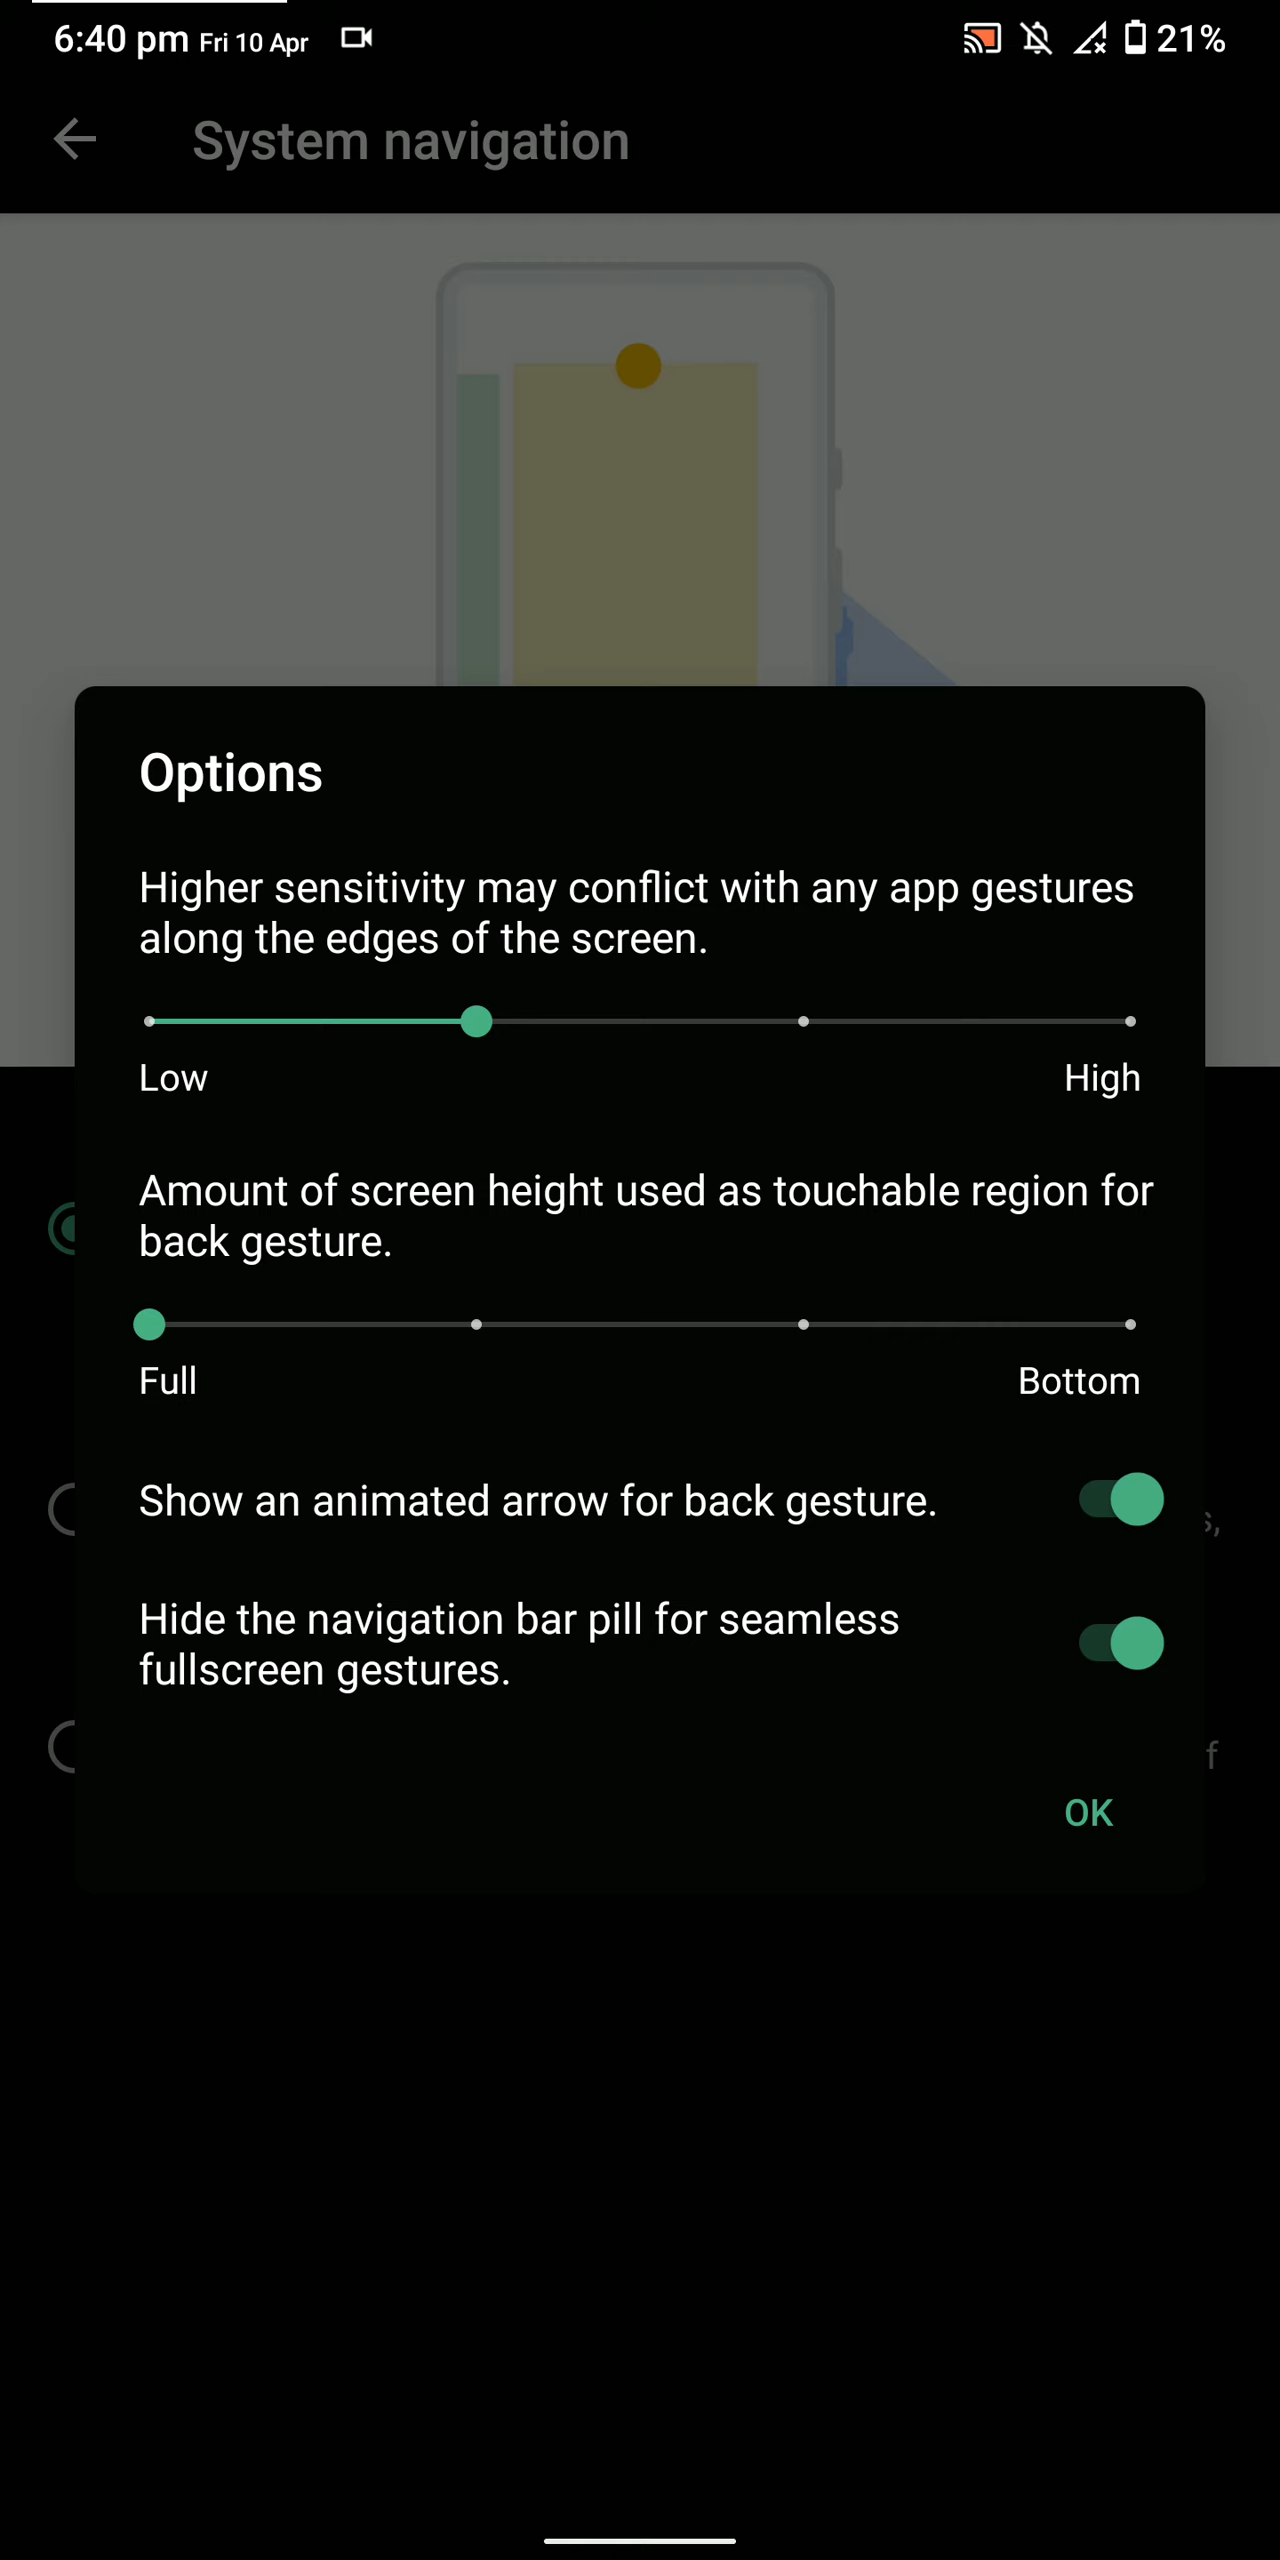 6:40 pm Fri 10 Apr 21%
System navigation
Options
Higher sensitivity may conflict with any app gestures
along the edges of the screen.
Low High
Amount of screen height used as touchable region for
back gesture.
Full Bottom
Show an animated arrow for back gesture.
s,
Hide the navigation bar pill for seamless
fullscreen gestures.
f
OK